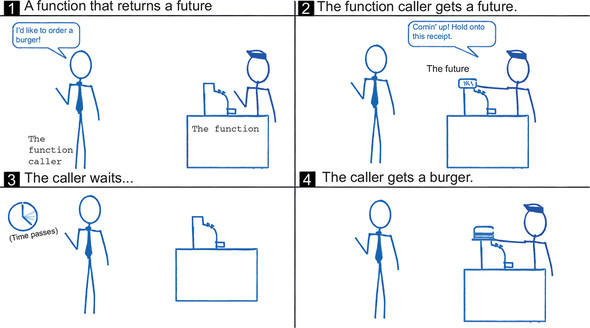 1 A function that returns a future
I'd like to order a
burger!
The
function
caller
The function
2 The function caller gets a future.
Comin' up! Hold onto
this receipt.
The future
3 The caller waits...
(Time passes)
4 The caller gets a burger.